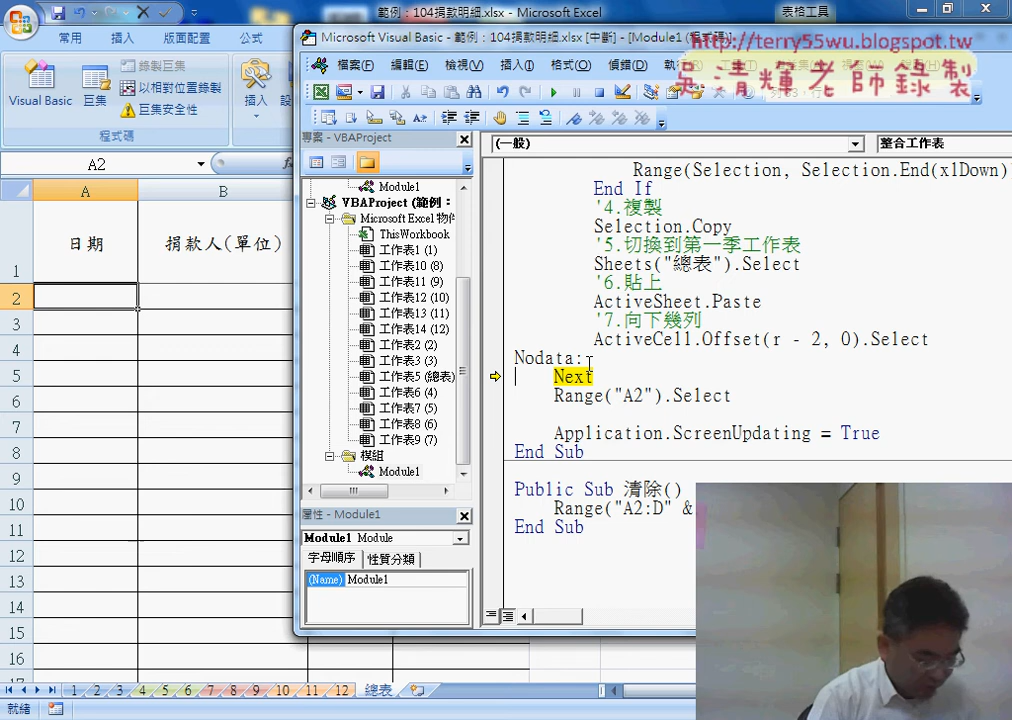 範例：104捐款明細.xlsx - Microsoft Excel
表格工具
常用 插入 版面配置 公式
Visual Basic 巨集 錄製巨集 以相對位置錄製 巨集安全性 插入
程式碼
A2
A B
日期 捐款人(單位)
1
2
3
4
5
6
7
8
9
10
11
12
13
14
15
16
1 2 3 4 5 6 7 8 9 10 11 12 總表
就緒
Microsoft Visual Basic - 範例：104捐款明細.xlsx [中斷] - [Module1 (程式碼)]
http://terry55wu.blogspot.tw
吳清輝老師錄製
檔案(F) 編輯(E) 檢視(V) 插入(I) 格式(O) 偵錯(D)
專案 - VBAProject
Module1
VBAProject (範例：
Microsoft Excel 物件
ThisWorkbook
工作表1 (1)
工作表10 (8)
工作表11 (9)
工作表12 (10)
工作表13 (11)
工作表14 (12)
工作表2 (2)
工作表3 (3)
工作表5 (總表)
工作表6 (4)
工作表7 (5)
工作表8 (6)
工作表9 (7)
模組
Module1
屬性 - Module1
Module1 Module
字母順序 性質分類
(Name) Module1
(一般) 整合工作表
Range(Selection, Selection.End(xlDown)
End If
'4.複製
Selection.Copy
'5.切換到第一季工作表
Sheets("總表").Select
'6.貼上
ActiveSheet.Paste
'7.向下幾列
ActiveCell.Offset(r - 2, 0).Select
Nodata:
Next
Range("A2").Select
Application.ScreenUpdating = True
End Sub
Public Sub 清除()
Range("A2:D" &
End Sub